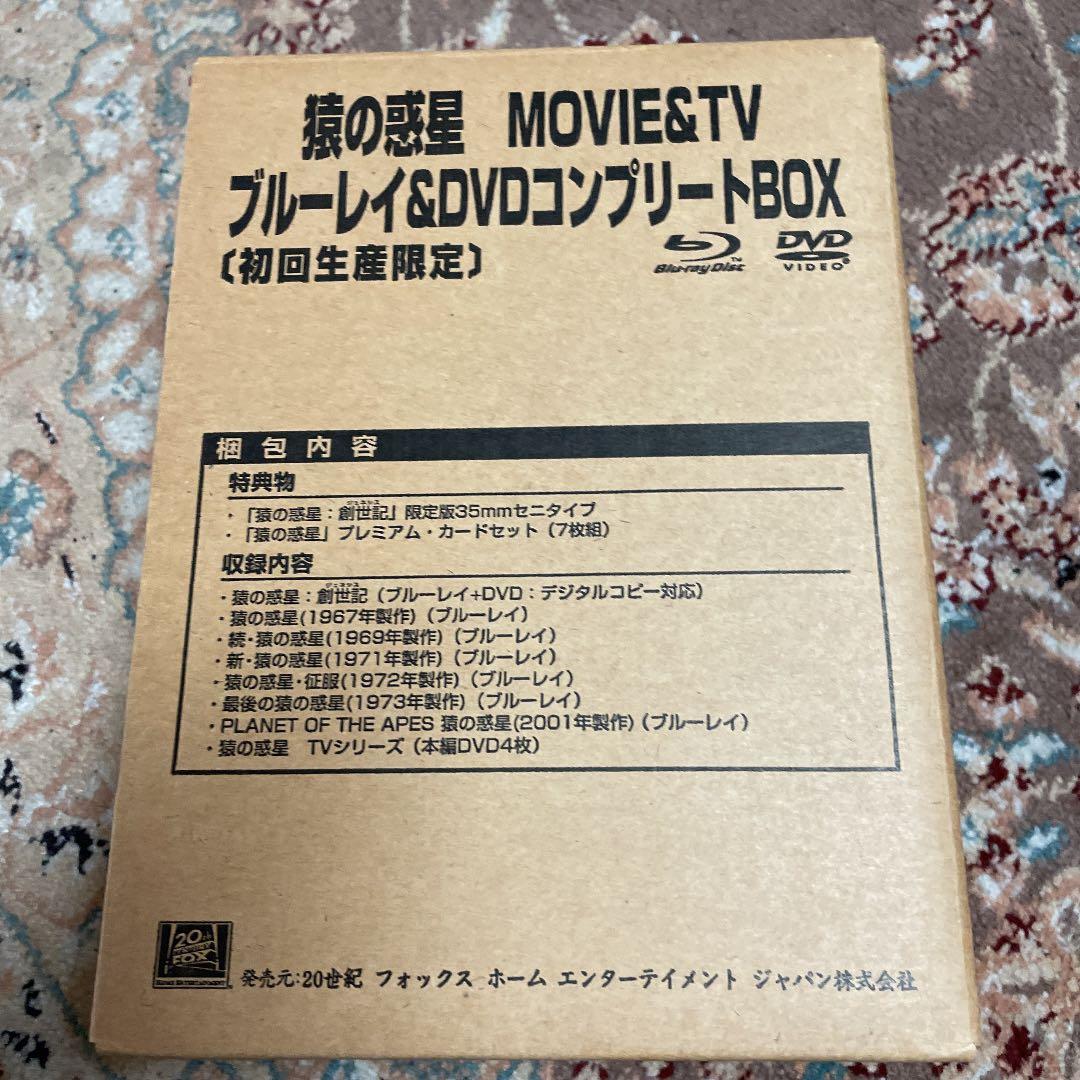 猿の惑星 MOVIE&TV
ブルーレイ&DVDコンプリートBOX
〔初回生産限定〕
Blu-ray Disc TM
DVD VIDEO
梱包内容
特典物
ジェネシス
・「猿の惑星：創世記」限定版35mmセニタイプ
・「猿の惑星」プレミアム・カードセット（7枚組）
収録内容
ジェネシス
・猿の惑星：創世記（ブルーレイ+DVD：デジタルコピー対応）
・猿の惑星(1967年製作)（ブルーレイ）
・続・猿の惑星(1969年製作)（ブルーレイ）
・新・猿の惑星(1971年製作)（ブルーレイ）
・猿の惑星・征服(1972年製作)（ブルーレイ）
・最後の猿の惑星(1973年製作)（ブルーレイ）
・PLANET OF THE APES 猿の惑星(2001年製作)（ブルーレイ）
・猿の惑星 TVシリーズ（本編DVD4枚）
20th
CENTURY
FOX
HOME ENTERTAINMENT
発売元：20世紀 フォックス ホーム エンターテイメント ジャパン株式会社